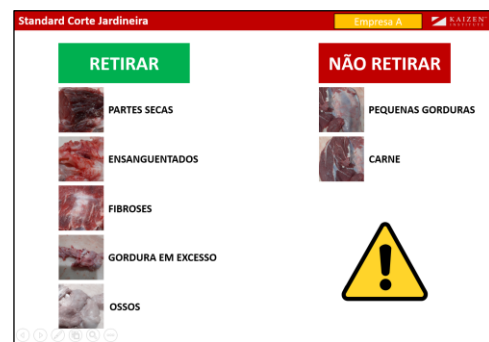 Standard Corte Jardineira
Empresa A
KAIZEN
INSTITUTE
RETIRAR
PARTES SECAS
ENSANGUENTADOS
FIBROSES
GORDURA EM EXCESSO
OSSOS
NÃO RETIRAR
PEQUENAS GORDURAS
CARNE
!